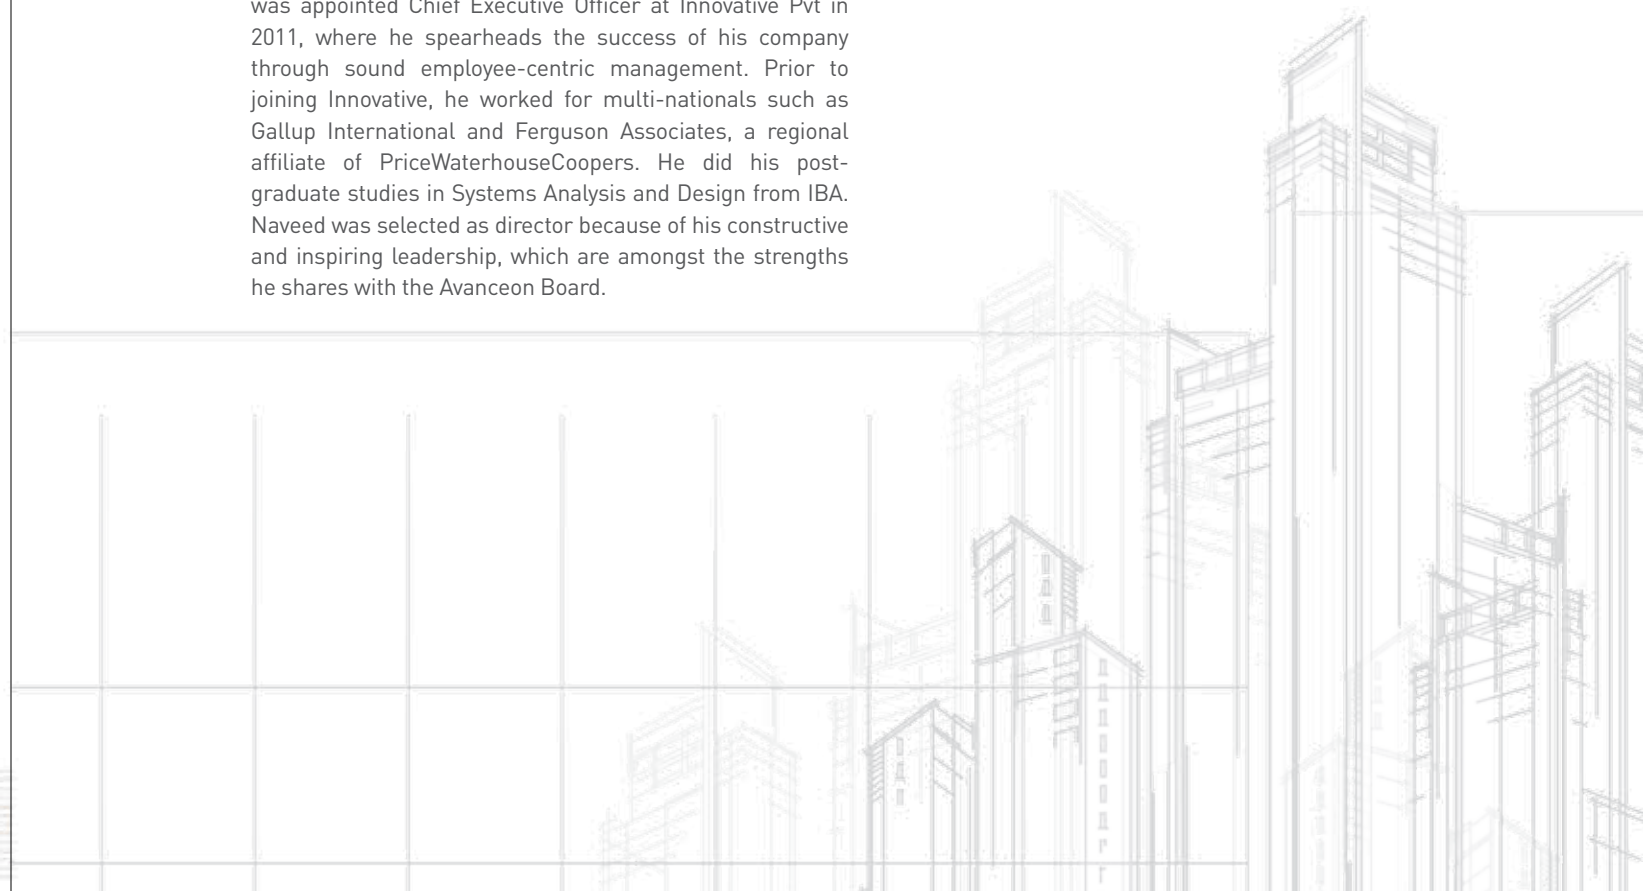 was appointed Chief Executive Officer at Innovative Pvt in
2011, where he spearheads the success of his company
through sound employee-centric management. Prior to
joining Innovative, he worked for multi-nationals such as
Gallup International and Ferguson Associates, a regional
affiliate of PriceWaterhouseCoopers. He did his post-
graduate studies in Systems Analysis and Design from IBA.
Naveed was selected as director because of his constructive
and inspiring leadership, which are amongst the strengths
he shares with the Avanceon Board.